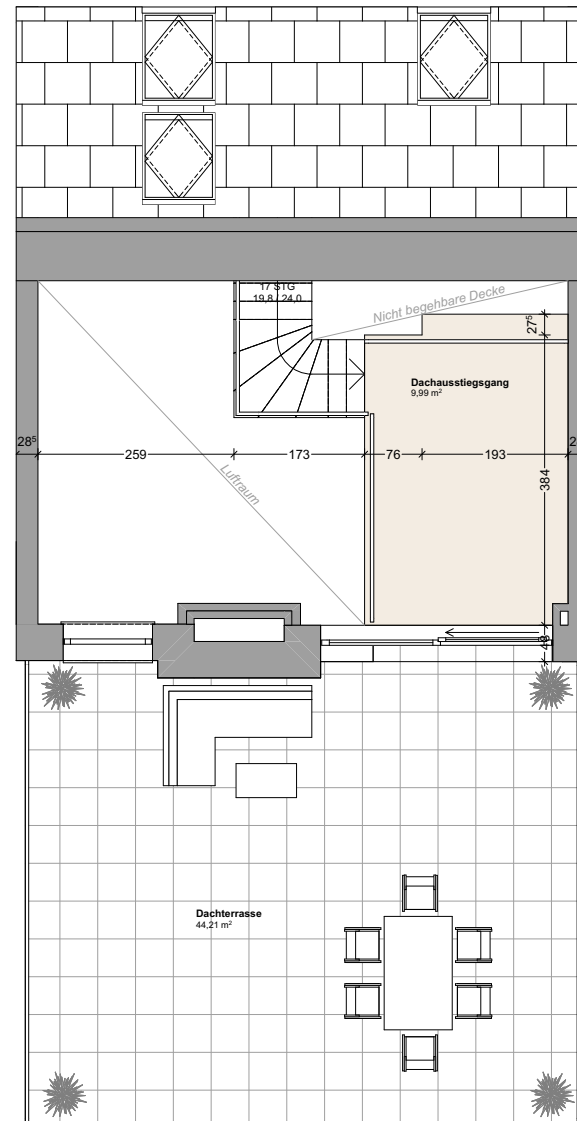 17 STG
19,8 / 24,0
Nicht begehbare Decke
27⁵
Dachausstiegsgang
9,99 m²
28⁵
259
173
76
193
2
384
Luftraum
48
Dachterrasse
44,21 m²